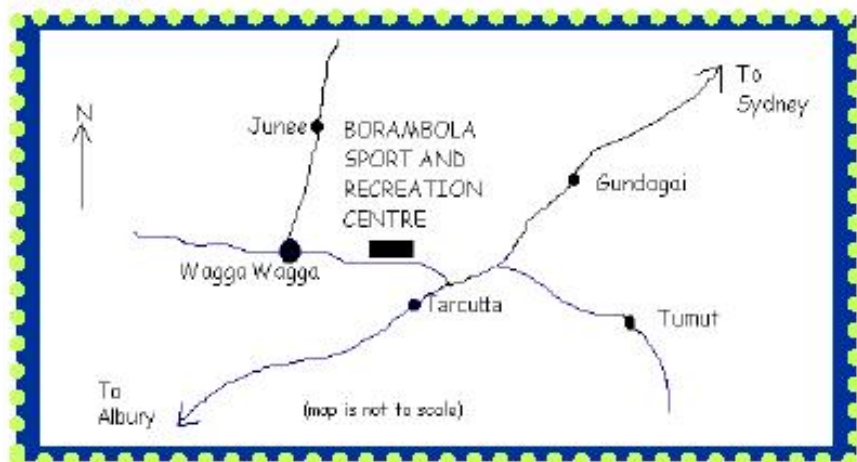 N
Junee
BORAMBOLA
SPORT AND
RECREATION
CENTRE
To
Sydney
Gundagai
Wagga Wagga
Tarcutta
Tumut
To
Albury
(map is not to scale)